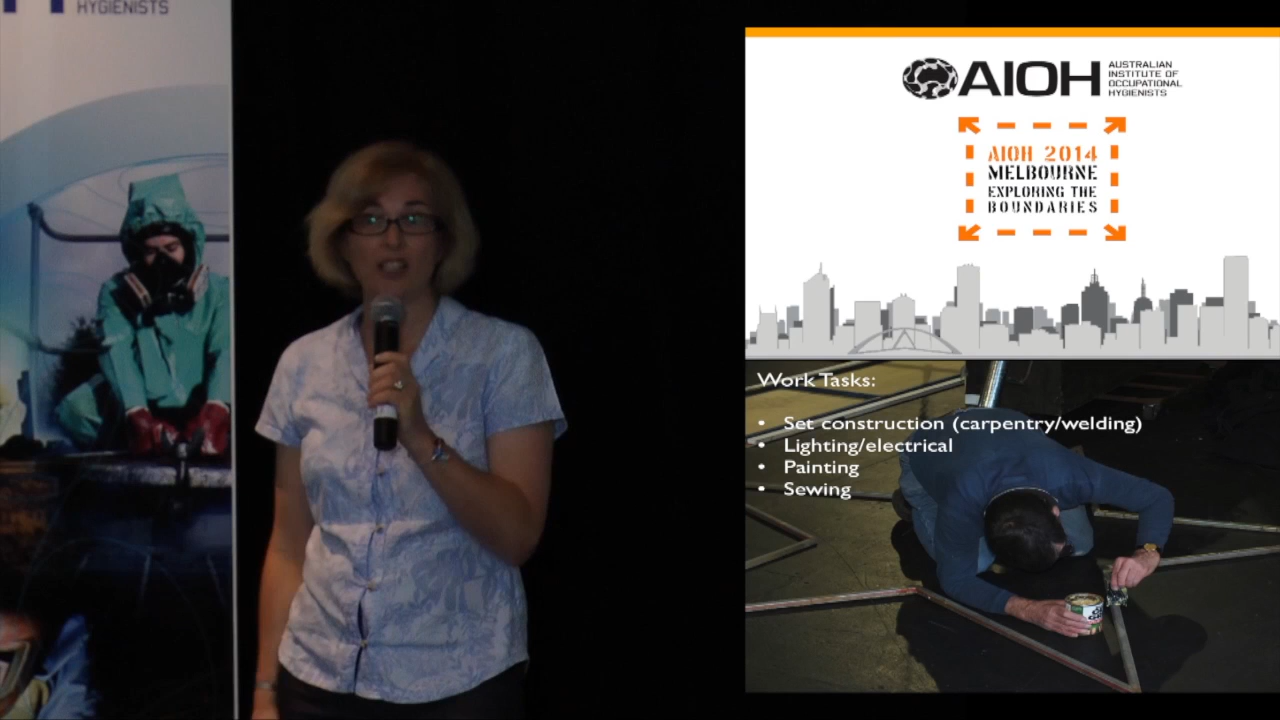 HYGIENISTS
AIOH
AUSTRALIAN
INSTITUTE OF
OCCUPATIONAL
HYGIENISTS
AIOH 2014
MELBOURNE
EXPLORING THE
BOUNDARIES
Work Tasks:
• Set construction (carpentry/welding)
• Lighting/electrical
• Painting
• Sewing